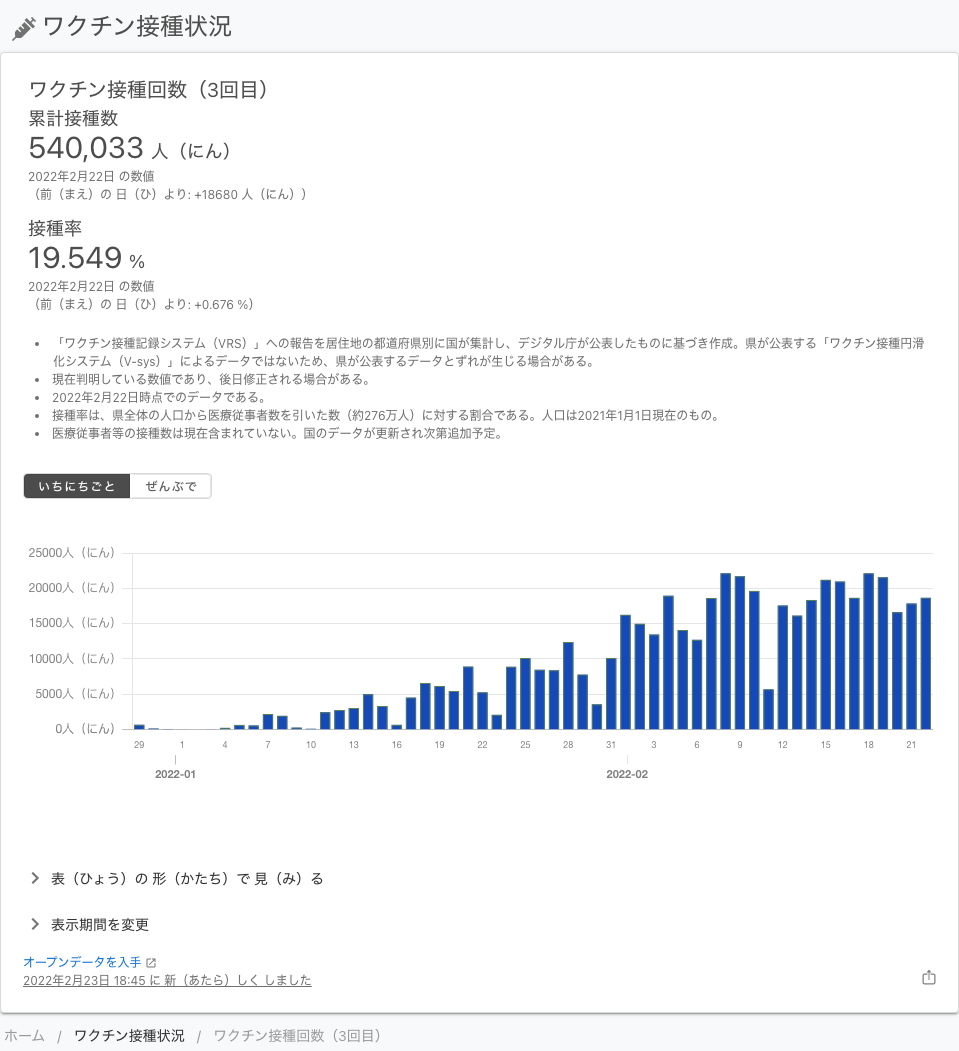 ワクチン接種状況
ワクチン接種回数（3回目）
累計接種数
540,033 人（にん）
2022年2月22日 の数値
（前（まえ）の 日（ひ）より: +18680 人（にん））
接種率
19.549 %
2022年2月22日 の数値
（前（まえ）の 日（ひ）より: +0.676 %）
• 「ワクチン接種記録システム（VRS）」への報告を居住地の都道府県別に国が集計し、デジタル庁が公表したものに基づき作成。県が公表する「ワクチン接種円滑
化システム（V-sys）」によるデータではないため、県が公表するデータとずれが生じる場合がある。
• 現在判明している数値であり、後日修正される場合がある。
• 2022年2月22日時点でのデータである。
• 接種率は、県全体の人口から医療従事者数を引いた数（約276万人）に対する割合である。人口は2021年1月1日現在のもの。
• 医療従事者等の接種数は現在含まれていない。国のデータが更新され次第追加予定。
いちにちごと ぜんぶで
25000人（にん）
20000人（にん）
15000人（にん）
10000人（にん）
5000人（にん）
0人（にん）
29 1 4 7 10 13 16 19 22 25 28 31 3 6 9 12 15 18 21
2022-01 2022-02
表（ひょう）の 形（かたち）で 見（み）る
表示期間を変更
オープンデータを入手
2022年2月23日 18:45 に 新（あたら）しく しました
ホーム / ワクチン接種状況 / ワクチン接種回数（3回目）